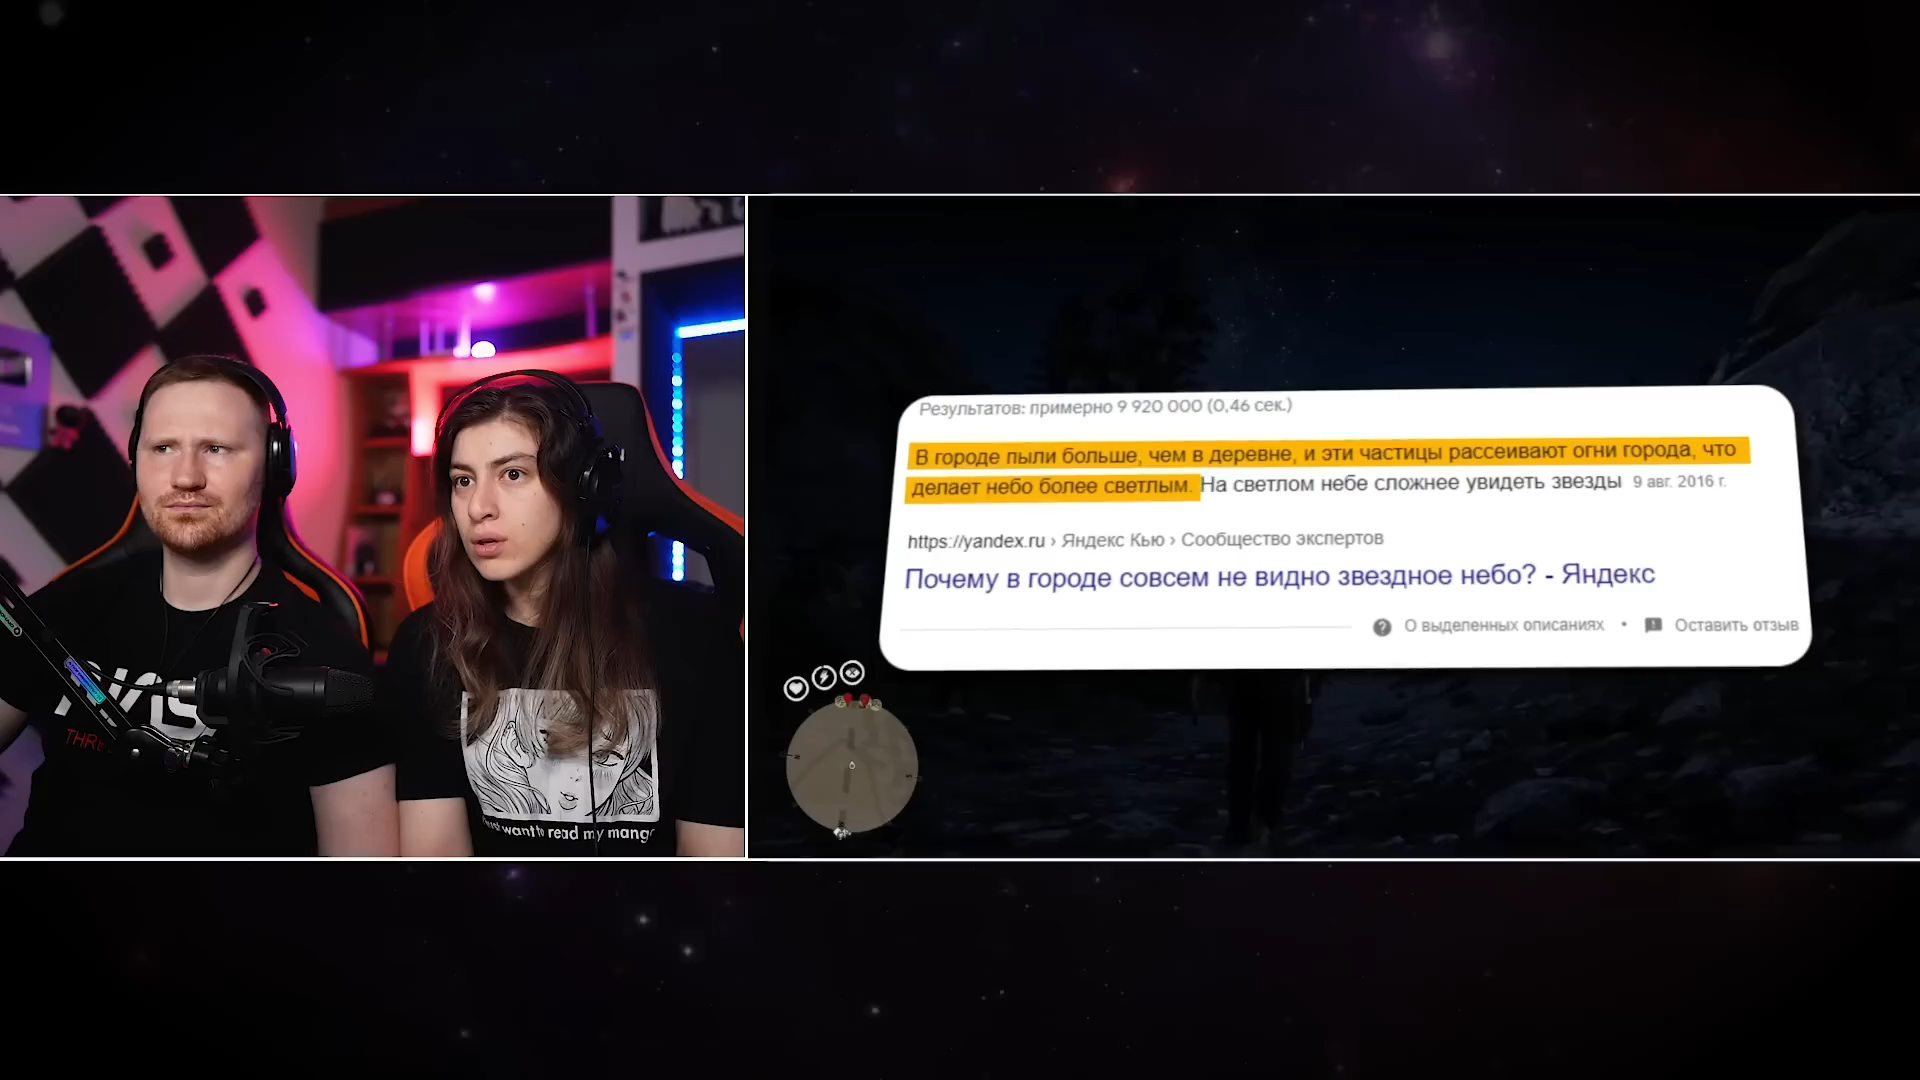 Результатов: примерно 9 920 000 (0,46 сек.)
В городе пыли больше, чем в деревне, и эти частицы рассеивают огни города, что
делает небо более светлым. На светлом небе сложнее увидеть звезды 9 авг. 2016 г.
https://yandex.ru › Яндекс Кью › Сообщество экспертов
Почему в городе совсем не видно звездное небо? - Яндекс
О выделенных описаниях • Оставить отзыв
want to read my manga